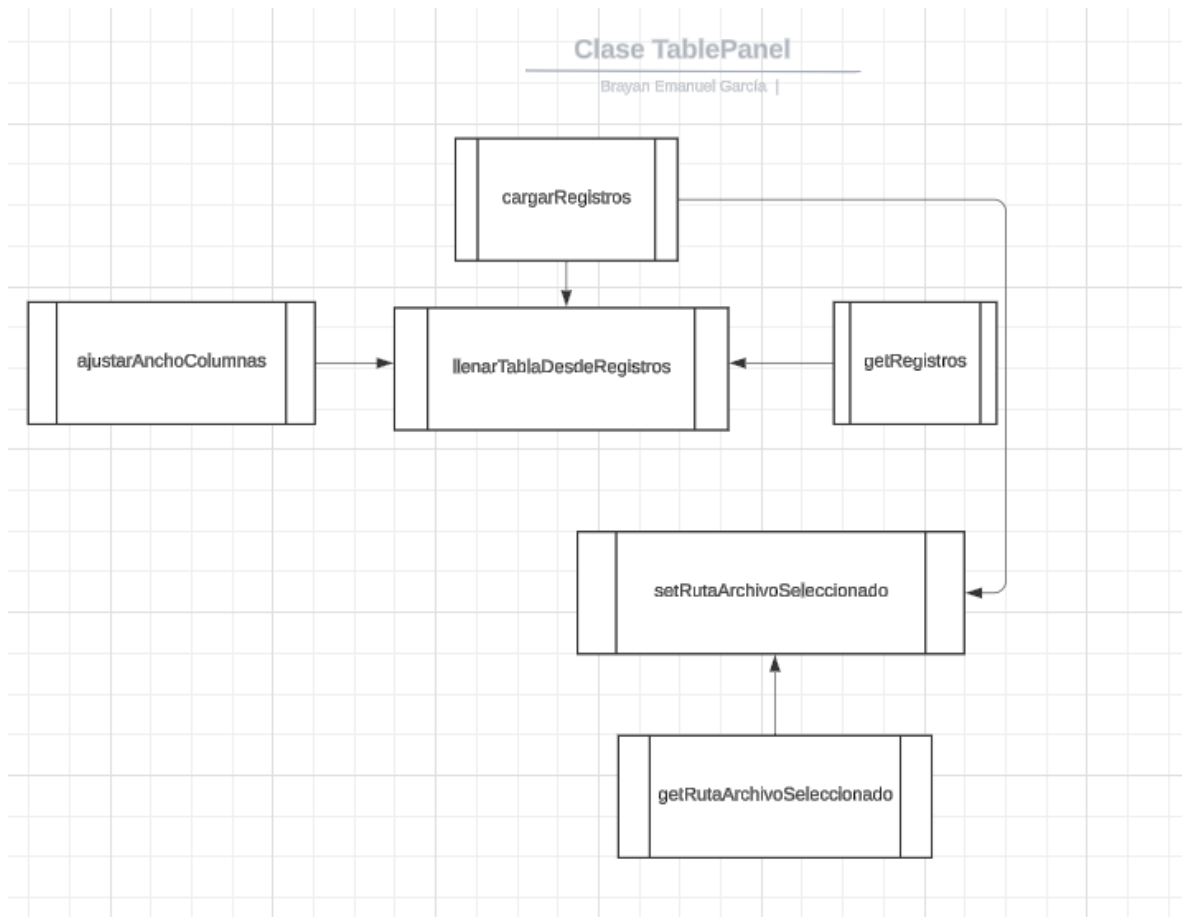 Clase TablePanel
Brayan Emanuel García |
cargarRegistros
ajustarAnchoColumnas
llenarTablaDesdeRegistros
getRegistros
setRutaArchivoSeleccionado
getRutaArchivoSeleccionado